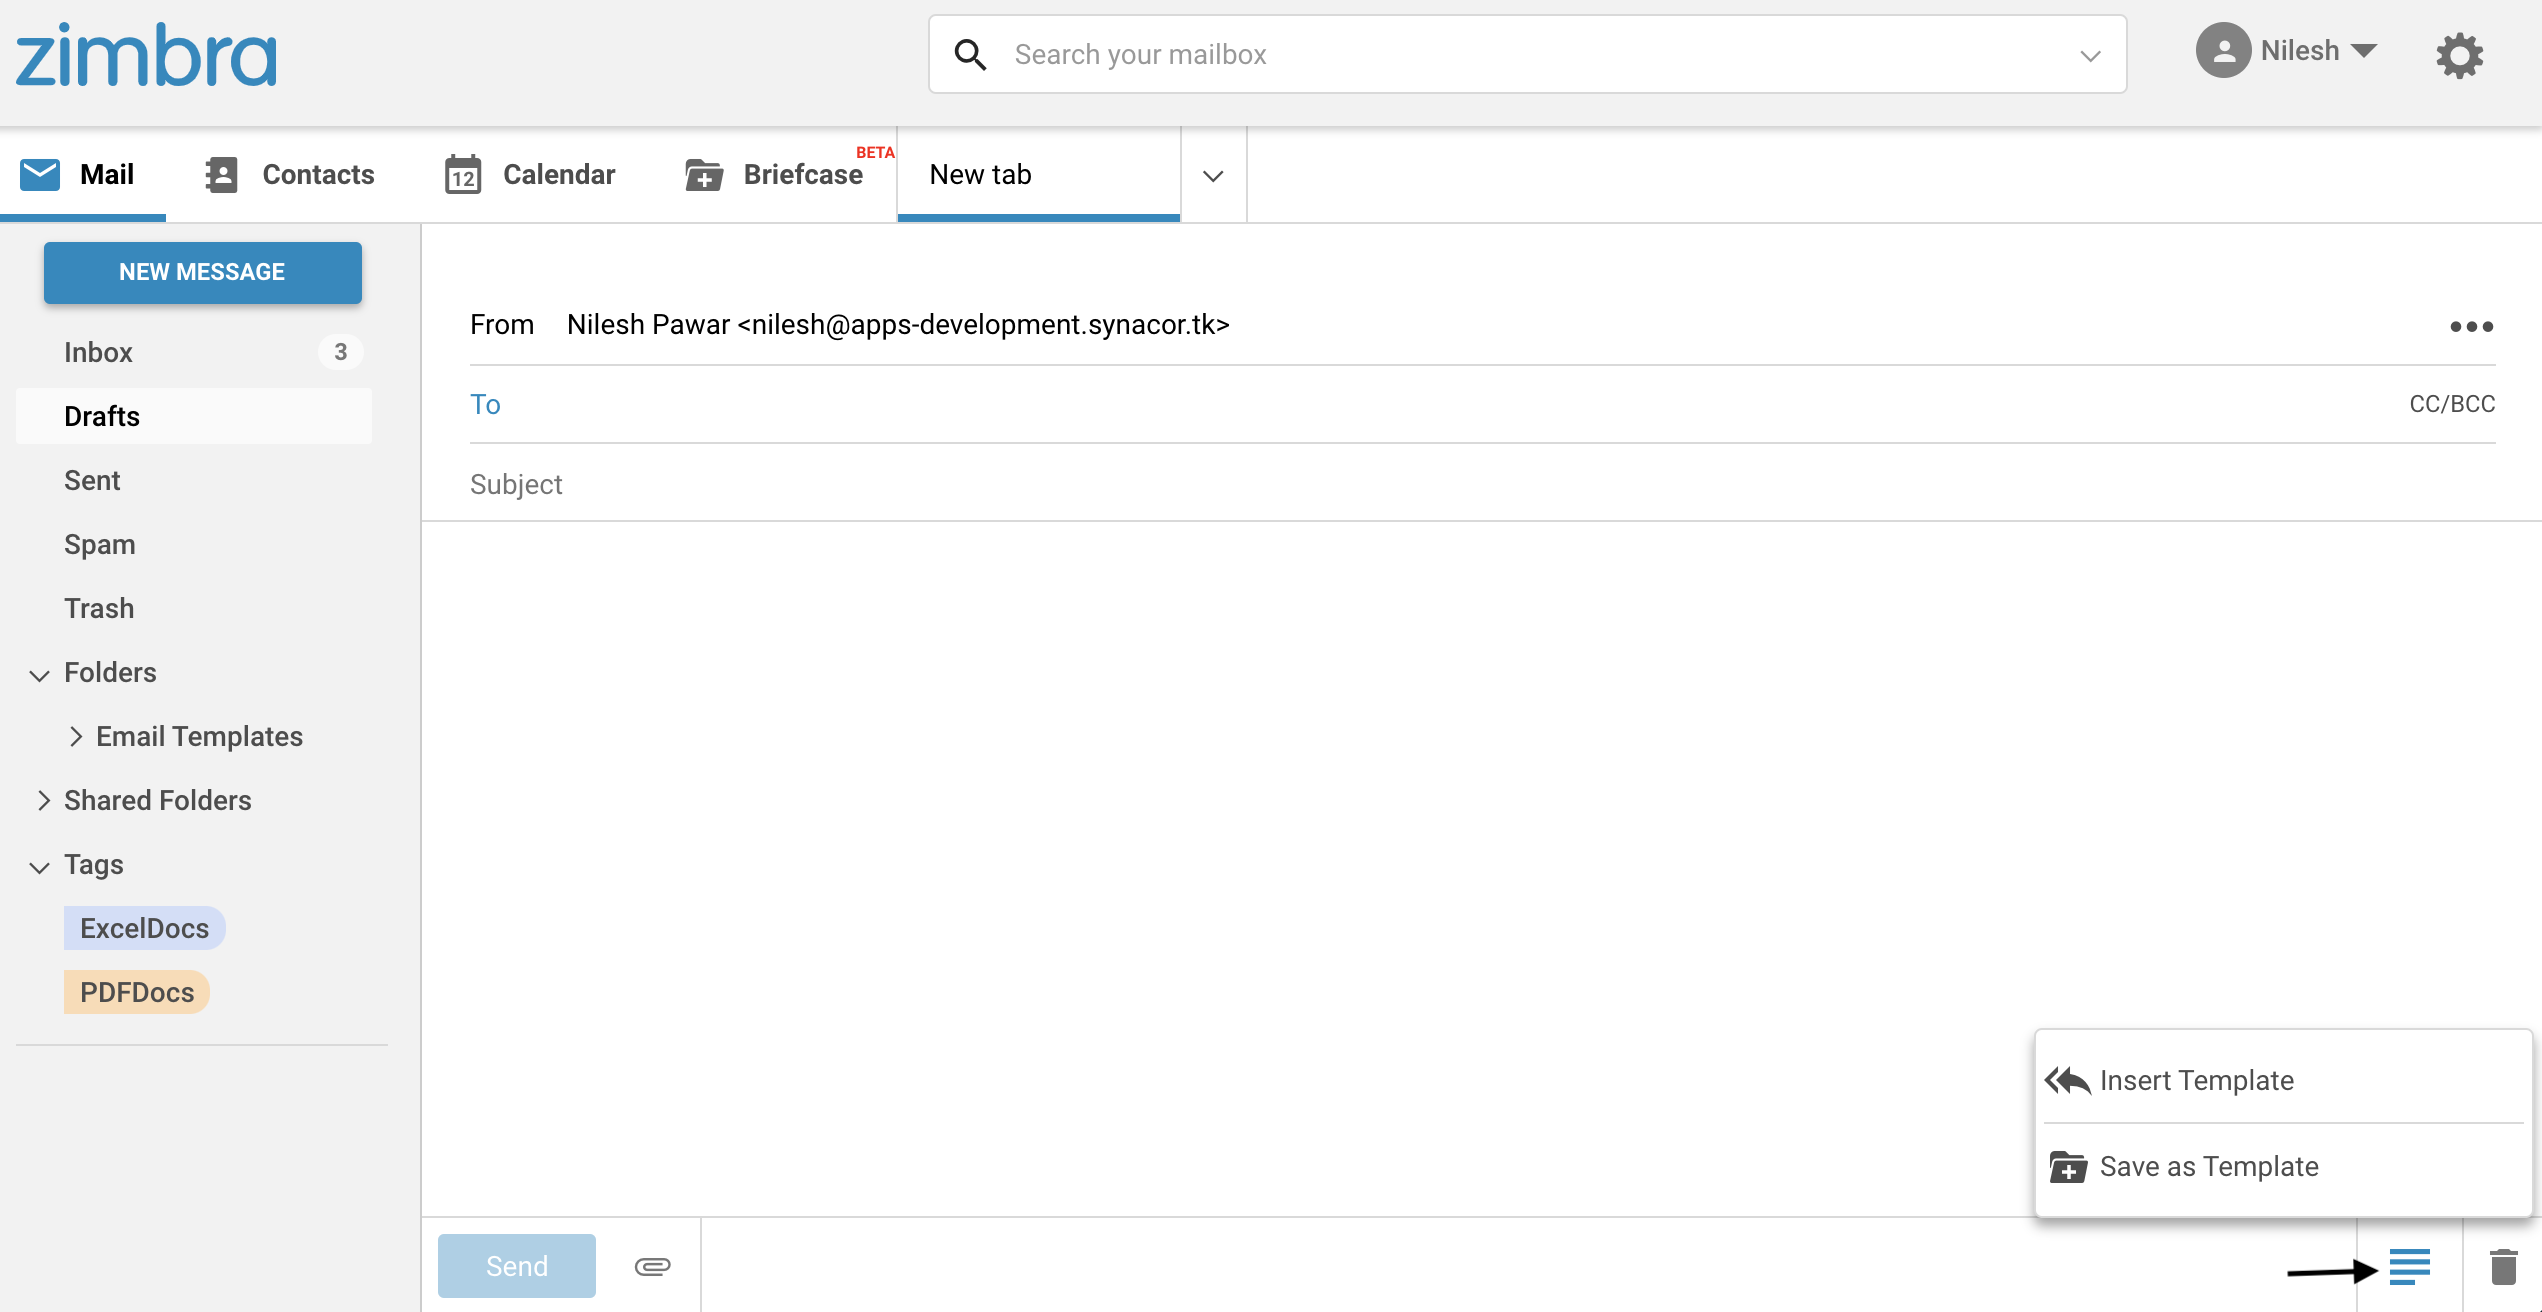 zimbra
Search your mailbox
Nilesh
Mail
Contacts
12
Calendar
Briefcase
BETA
New tab
NEW MESSAGE
Inbox 3
Drafts
Sent
Spam
Trash
Folders
Email Templates
Shared Folders
Tags
ExcelDocs
PDFDocs
From Nilesh Pawar <nilesh@apps-development.synacor.tk>
To CC/BCC
Subject
Insert Template
Save as Template
Send